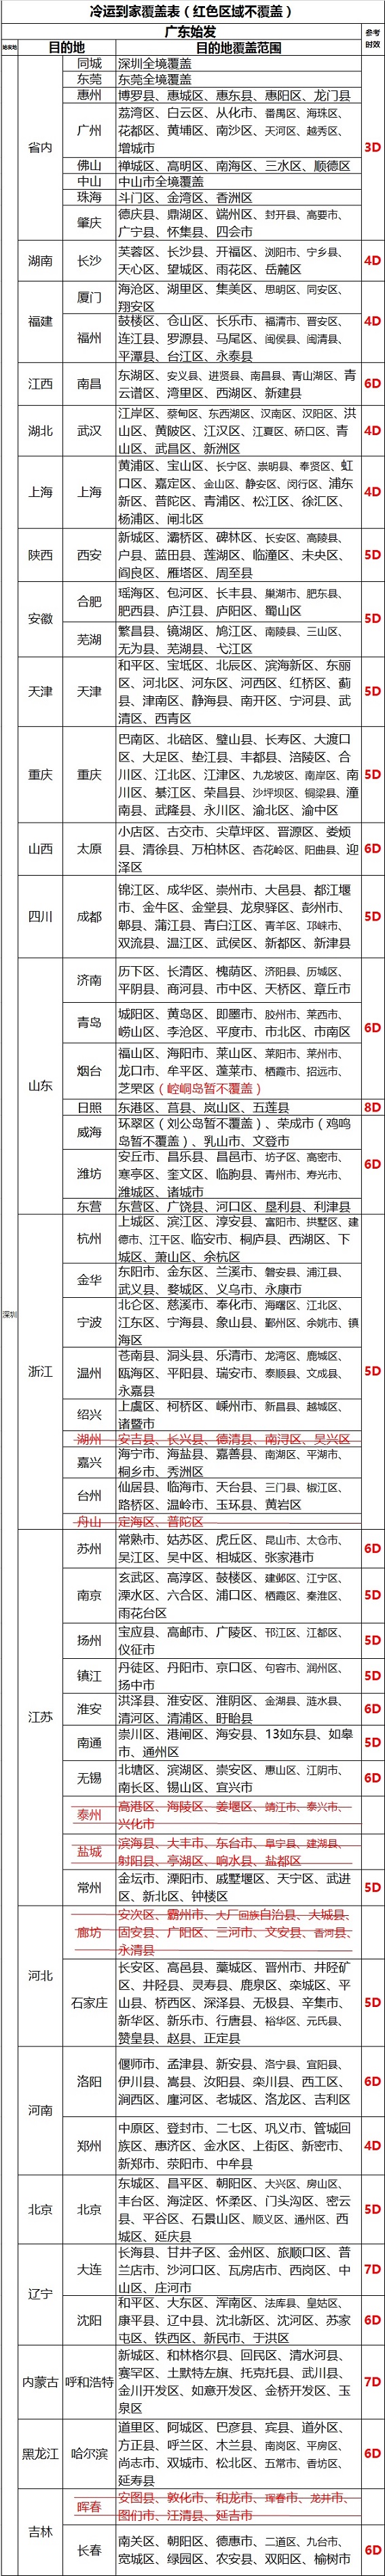 冷运到家覆盖表（红色区域不覆盖）
广东始发
参考
时效
始发地
目的地
目的地覆盖范围
深圳
省内
3D
同城
深圳全境覆盖
东莞
东莞全境覆盖
惠州
博罗县、惠城区、惠东县、惠阳区、龙门县
广州
荔湾区、白云区、从化市、番禺区、海珠区、
花都区、黄埔区、南沙区、天河区、越秀区、
增城市
佛山
禅城区、高明区、南海区、三水区、顺德区
中山
中山市全境覆盖
珠海
斗门区、金湾区、香洲区
肇庆
德庆县、鼎湖区、端州区、封开县、高要市、
广宁县、怀集县、四会市
湖南
长沙
芙蓉区、长沙县、开福区、浏阳市、宁乡县、
天心区、望城区、雨花区、岳麓区
4D
福建
4D
厦门
海沧区、湖里区、集美区、思明区、同安区、
翔安区
福州
鼓楼区、仓山区、长乐市、福清市、晋安区、
连江县、罗源县、马尾区、闽侯县、闽清县、
平潭县、台江区、永泰县
江西
南昌
东湖区、安义县、进贤县、南昌县、青山湖区、青
云谱区、湾里区、西湖区、新建县
6D
湖北
武汉
江岸区、蔡甸区、东西湖区、汉南区、汉阳区、洪
山区、黄陂区、江汉区、江夏区、硚口区、青
山区、武昌区、新洲区
4D
上海
上海
黄浦区、宝山区、长宁区、崇明县、奉贤区、虹
口区、嘉定区、金山区、静安区、闵行区、浦东
新区、普陀区、青浦区、松江区、徐汇区、
杨浦区、闸北区
4D
陕西
西安
新城区、灞桥区、碑林区、长安区、高陵县、
户县、蓝田县、莲湖区、临潼区、未央区、
阎良区、雁塔区、周至县
5D
安徽
5D
合肥
瑶海区、包河区、长丰县、巢湖市、肥东县、
肥西县、庐江县、庐阳区、蜀山区
芜湖
繁昌县、镜湖区、鸠江区、南陵县、三山区、
无为县、芜湖县、弋江区
天津
天津
和平区、宝坻区、北辰区、滨海新区、东丽
区、河北区、河东区、河西区、红桥区、蓟
县、津南区、静海县、南开区、宁河县、武
清区、西青区
5D
重庆
重庆
巴南区、北碚区、璧山县、长寿区、大渡口
区、大足区、垫江县、丰都县、涪陵区、合
川区、江北区、江津区、九龙坡区、南岸区、南
川区、綦江区、荣昌县、沙坪坝区、铜梁县、潼
南县、武隆县、永川区、渝北区、渝中区
5D
山西
太原
小店区、古交市、尖草坪区、晋源区、娄烦
县、清徐县、万柏林区、杏花岭区、阳曲县、迎
泽区
6D
四川
成都
锦江区、成华区、崇州市、大邑县、都江堰
市、金牛区、金堂县、龙泉驿区、彭州市、
郫县、蒲江县、青白江区、青羊区、邛崃市、
双流县、温江区、武侯区、新都区、新津县
5D
山东
济南
历下区、长清区、槐荫区、济阳县、历城区、
平阴县、商河县、市中区、天桥区、章丘市
6D
青岛
城阳区、黄岛区、即墨市、胶州市、莱西市、
崂山区、李沧区、平度市、市北区、市南区
烟台
福山区、海阳市、莱山区、莱阳市、莱州市、
龙口市、牟平区、蓬莱市、栖霞市、招远市、
芝罘区（崆峒岛暂不覆盖）
日照
东港区、莒县、岚山区、五莲县
8D
威海
环翠区（刘公岛暂不覆盖）、荣成市（鸡鸣
岛暂不覆盖）、乳山市、文登市
6D
潍坊
安丘市、昌乐县、昌邑市、坊子区、高密市、
寒亭区、奎文区、临朐县、青州市、寿光市、
潍城区、诸城市
东营
东营区、广饶县、河口区、垦利县、利津县
浙江
5D
杭州
上城区、滨江区、淳安县、富阳市、拱墅区、建
德市、江干区、临安市、桐庐县、西湖区、下
城区、萧山区、余杭区
金华
东阳市、金东区、兰溪市、磐安县、浦江县、
武义县、婺城区、义乌市、永康市
宁波
北仑区、慈溪市、奉化市、海曙区、江北区、
江东区、宁海县、象山县、鄞州区、余姚市、镇
海区
温州
苍南县、洞头县、乐清市、龙湾区、鹿城区、
瓯海区、平阳县、瑞安市、泰顺县、文成县、
永嘉县
绍兴
上虞区、柯桥区、嵊州市、新昌县、越城区、
诸暨市
湖州
安吉县、长兴县、德清县、南浔区、吴兴区
嘉兴
海宁市、海盐县、嘉善县、南湖区、平湖市、
桐乡市、秀洲区
台州
仙居县、临海市、天台县、三门县、椒江区、
路桥区、温岭市、玉环县、黄岩区
舟山
定海区、普陀区
江苏
苏州
常熟市、姑苏区、虎丘区、昆山市、太仓市、
吴江区、吴中区、相城区、张家港市
6D
南京
玄武区、高淳区、鼓楼区、建邺区、江宁区、
溧水区、六合区、浦口区、栖霞区、秦淮区、
雨花台区
5D
扬州
宝应县、高邮市、广陵区、邗江区、江都区、
仪征市
5D
镇江
丹徒区、丹阳市、京口区、句容市、润州区、
扬中市
5D
淮安
洪泽县、淮安区、淮阴区、金湖县、涟水县、
清河区、清浦区、盱眙县
6D
南通
崇川区、港闸区、海安县、13如东县、如皋
市、通州区
5D
无锡
北塘区、滨湖区、崇安区、惠山区、江阴市、
南长区、锡山区、宜兴市
6D
泰州
高港区、海陵区、姜堰区、靖江市、泰兴市、
兴化市
盐城
滨海县、大丰市、东台市、阜宁县、建湖县、
射阳县、亭湖区、响水县、盐都区
常州
金坛市、溧阳市、戚墅堰区、天宁区、武进
区、新北区、钟楼区
5D
河北
廊坊
安次区、霸州市、大厂回族自治县、大城县、
固安县、广阳区、三河市、文安县、香河县、
永清县
石家庄
长安区、高邑县、藁城区、晋州市、井陉矿
区、井陉县、灵寿县、鹿泉区、栾城区、平
山县、桥西区、深泽县、无极县、辛集市、
新华区、新乐市、行唐县、裕华区、元氏县、
赞皇县、赵县、正定县
5D
河南
洛阳
偃师市、孟津县、新安县、洛宁县、宜阳县、
伊川县、嵩县、汝阳县、栾川县、西工区、
涧西区、廛河区、老城区、洛龙区、吉利区
6D
郑州
中原区、登封市、二七区、巩义市、管城回
族区、惠济区、金水区、上街区、新密市、
新郑市、荥阳市、中牟县
4D
北京
北京
东城区、昌平区、朝阳区、大兴区、房山区、
丰台区、海淀区、怀柔区、门头沟区、密云
县、平谷区、石景山区、顺义区、通州区、西
城区、延庆县
5D
辽宁
大连
长海县、甘井子区、金州区、旅顺口区、普
兰店市、沙河口区、瓦房店市、西岗区、中
山区、庄河市
7D
沈阳
和平区、大东区、浑南区、法库县、皇姑区、
康平县、辽中县、沈北新区、沈河区、苏家
屯区、铁西区、新民市、于洪区
6D
内蒙古
呼和浩特
新城区、和林格尔县、回民区、清水河县、
赛罕区、土默特左旗、托克托县、武川县、
金川开发区、如意开发区、金桥开发区、玉
泉区
7D
黑龙江
哈尔滨
道里区、阿城区、巴彦县、宾县、道外区、
方正县、呼兰区、木兰县、南岗区、平房区、
尚志市、双城市、松北区、五常市、香坊区、
延寿县
6D
吉林
珲春
安图县、敦化市、和龙市、珲春市、龙井市、
图们市、汪清县、延吉市
长春
南关区、朝阳区、德惠市、二道区、九台市、
宽城区、绿园区、农安县、双阳区、榆树市
6D